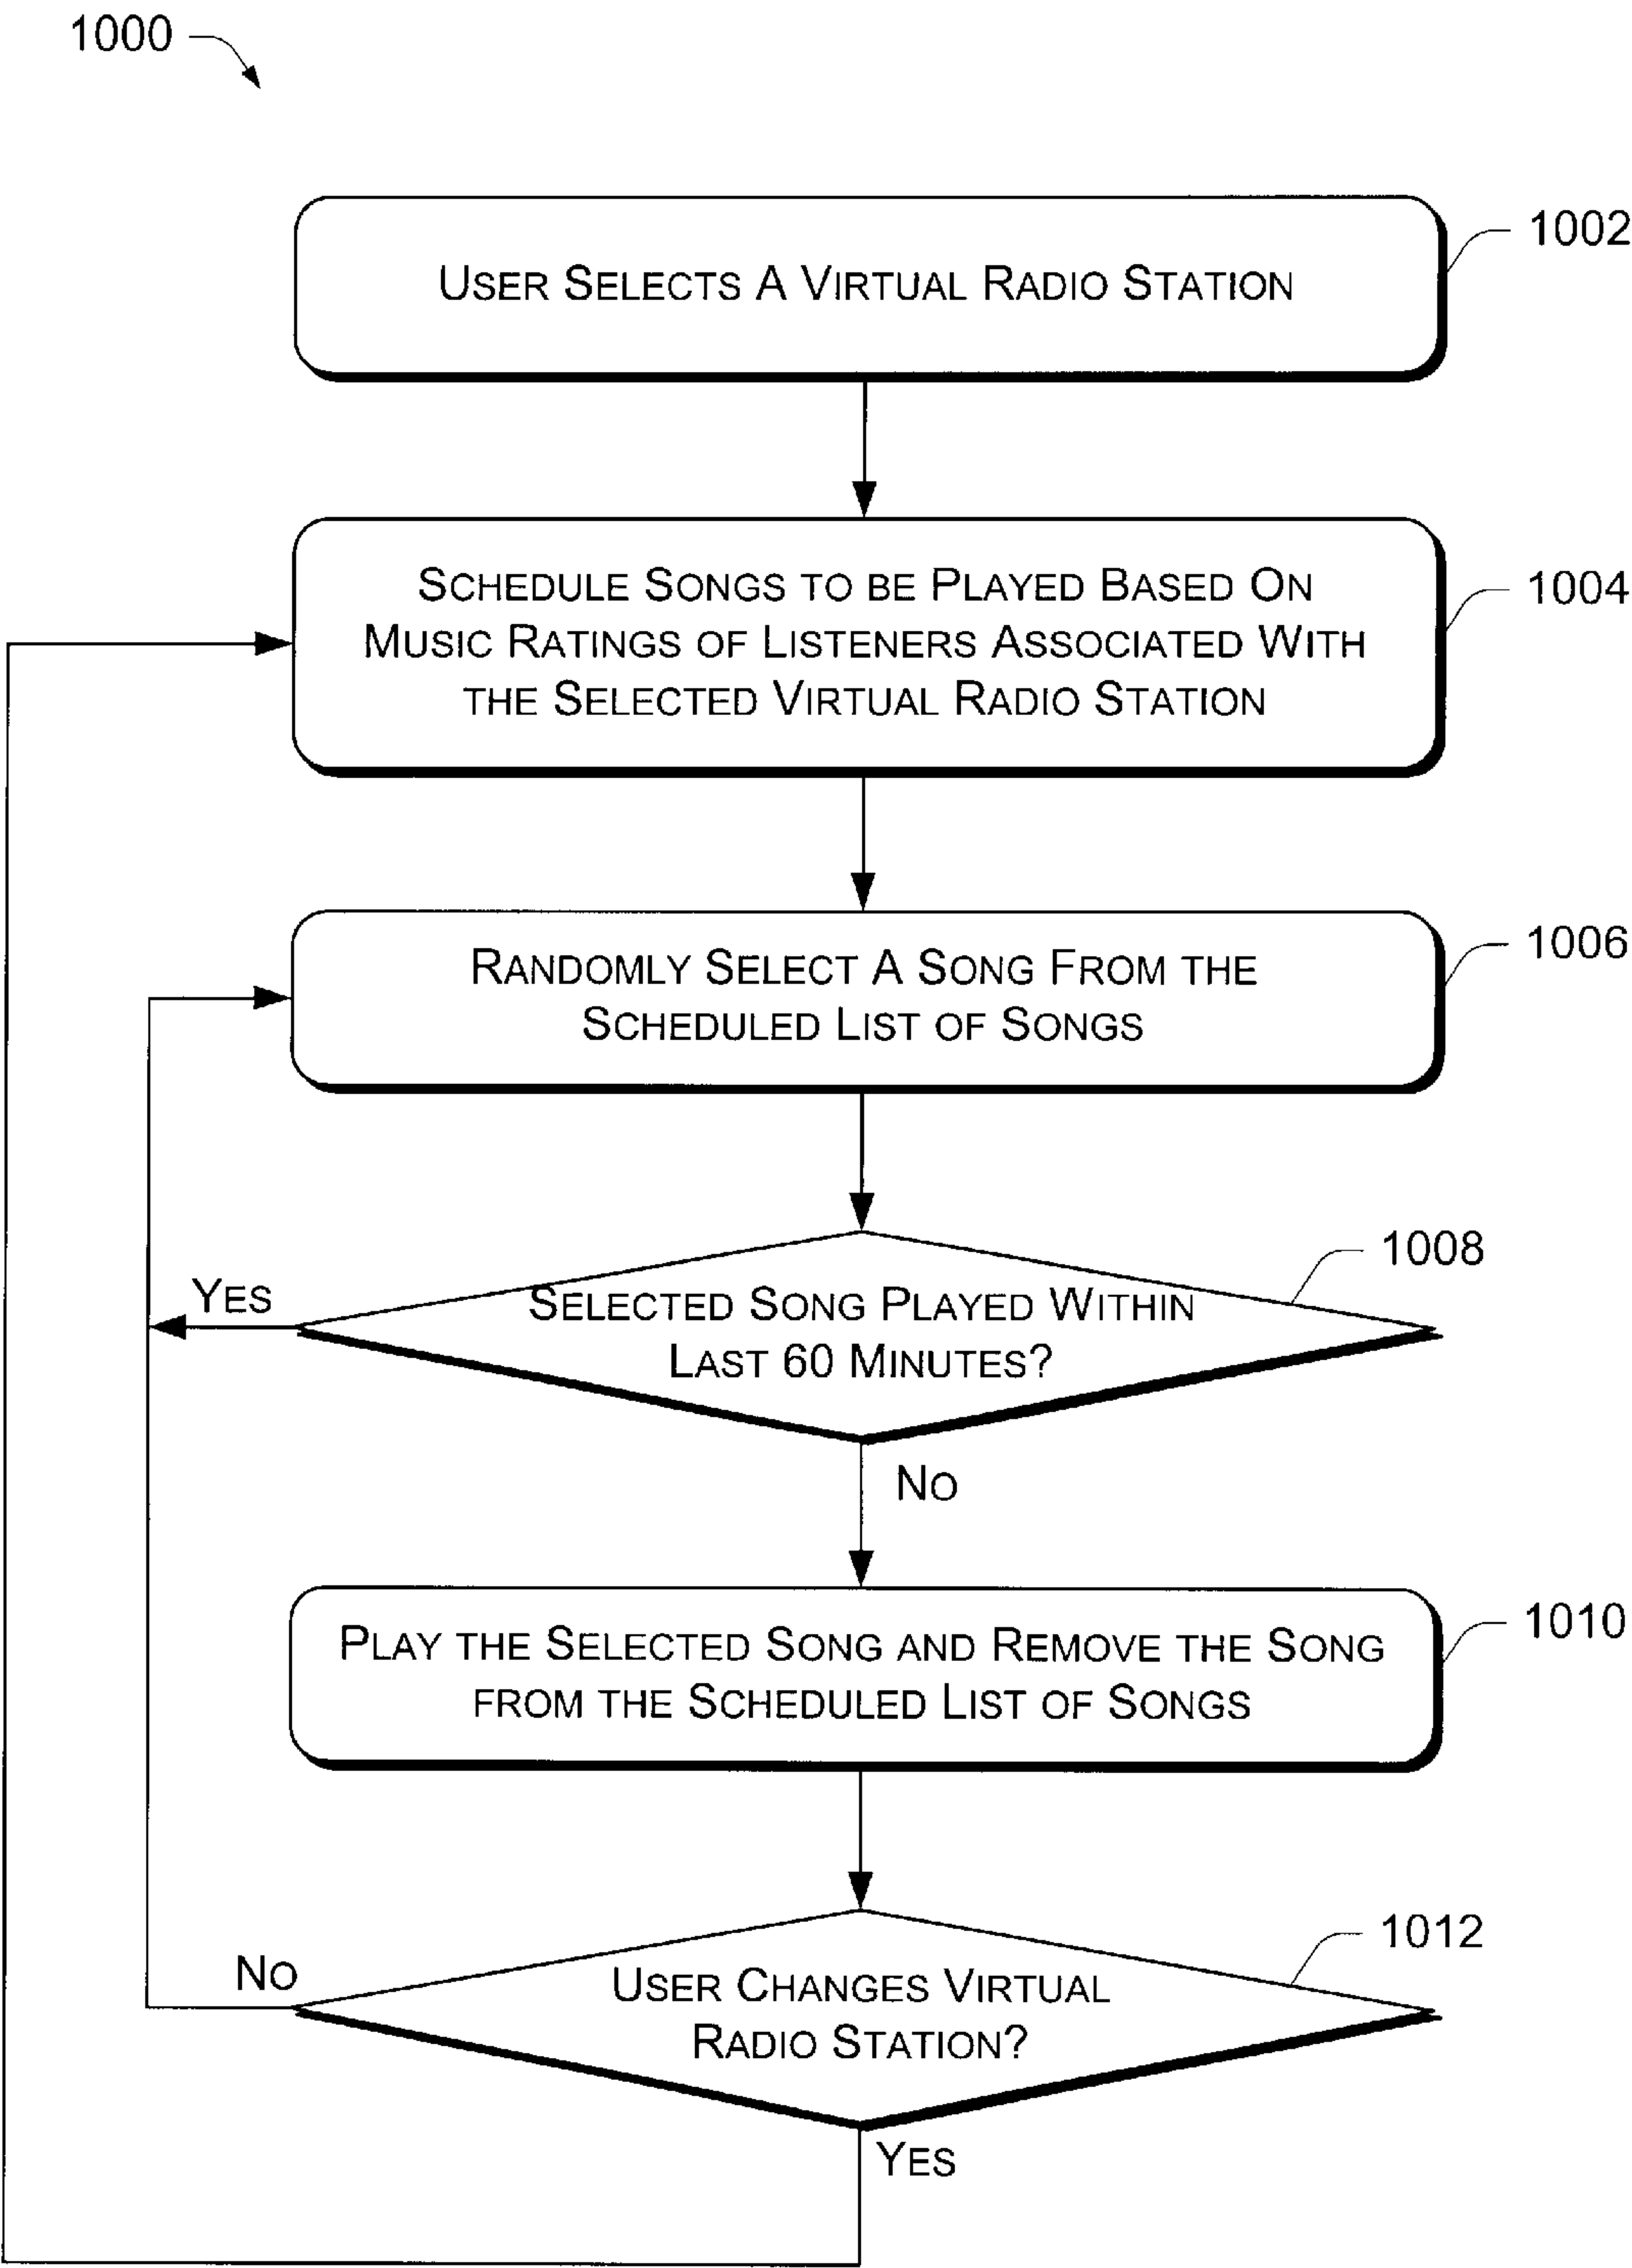 1000
USER SELECTS A VIRTUAL RADIO STATION
1002
SCHEDULE SONGS TO BE PLAYED BASED ON
MUSIC RATINGS OF LISTENERS ASSOCIATED WITH
THE SELECTED VIRTUAL RADIO STATION
1004
RANDOMLY SELECT A SONG FROM THE
SCHEDULED LIST OF SONGS
1006
SELECTED SONG PLAYED WITHIN
LAST 60 MINUTES?
1008
YES
NO
PLAY THE SELECTED SONG AND REMOVE THE SONG
FROM THE SCHEDULED LIST OF SONGS
1010
USER CHANGES VIRTUAL
RADIO STATION?
1012
NO
YES